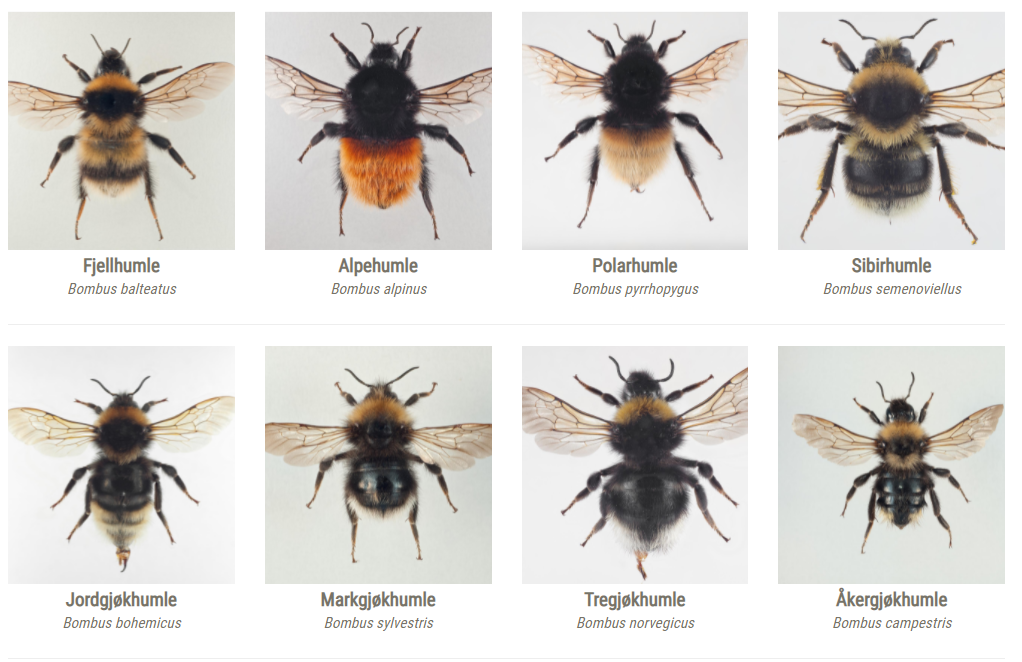 Fjellhumle
Bombus balteatus
Alpehumle
Bombus alpinus
Polarhumle
Bombus pyrrhopygus
Sibirhumle
Bombus semenoviellus
Jordgjøkhumle
Bombus bohemicus
Markgjøkhumle
Bombus sylvestris
Tregjøkhumle
Bombus norvegicus
Åkergjøkhumle
Bombus campestris